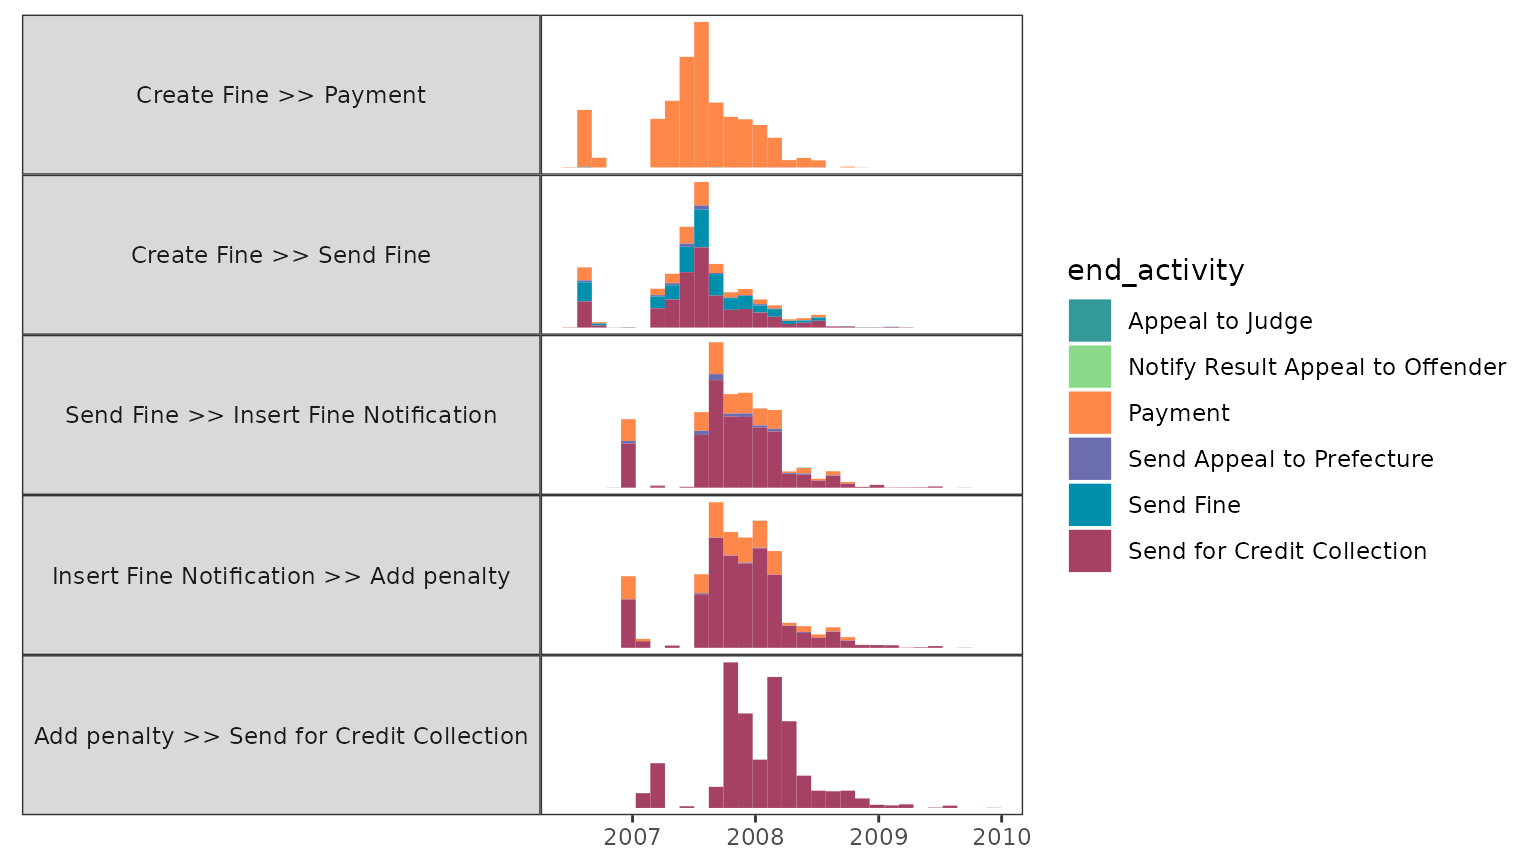 Create Fine >> Payment
Create Fine >> Send Fine
Send Fine >> Insert Fine Notification
Insert Fine Notification >> Add penalty
Add penalty >> Send for Credit Collection
2007 2008 2009 2010
end_activity
Appeal to Judge
Notify Result Appeal to Offender
Payment
Send Appeal to Prefecture
Send Fine
Send for Credit Collection